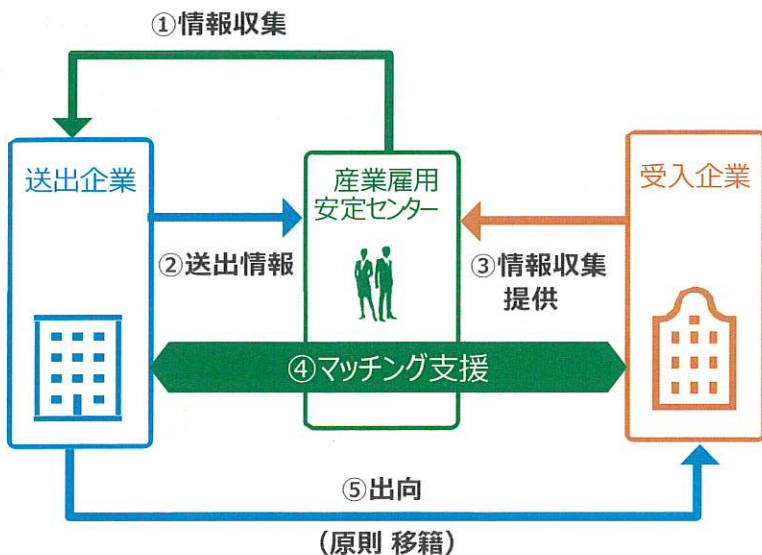 ①情報収集
送出企業
産業雇用
安定センター
受入企業
②送出情報
③情報収集
提供
④マッチング支援
⑤出向
(原則 移籍)